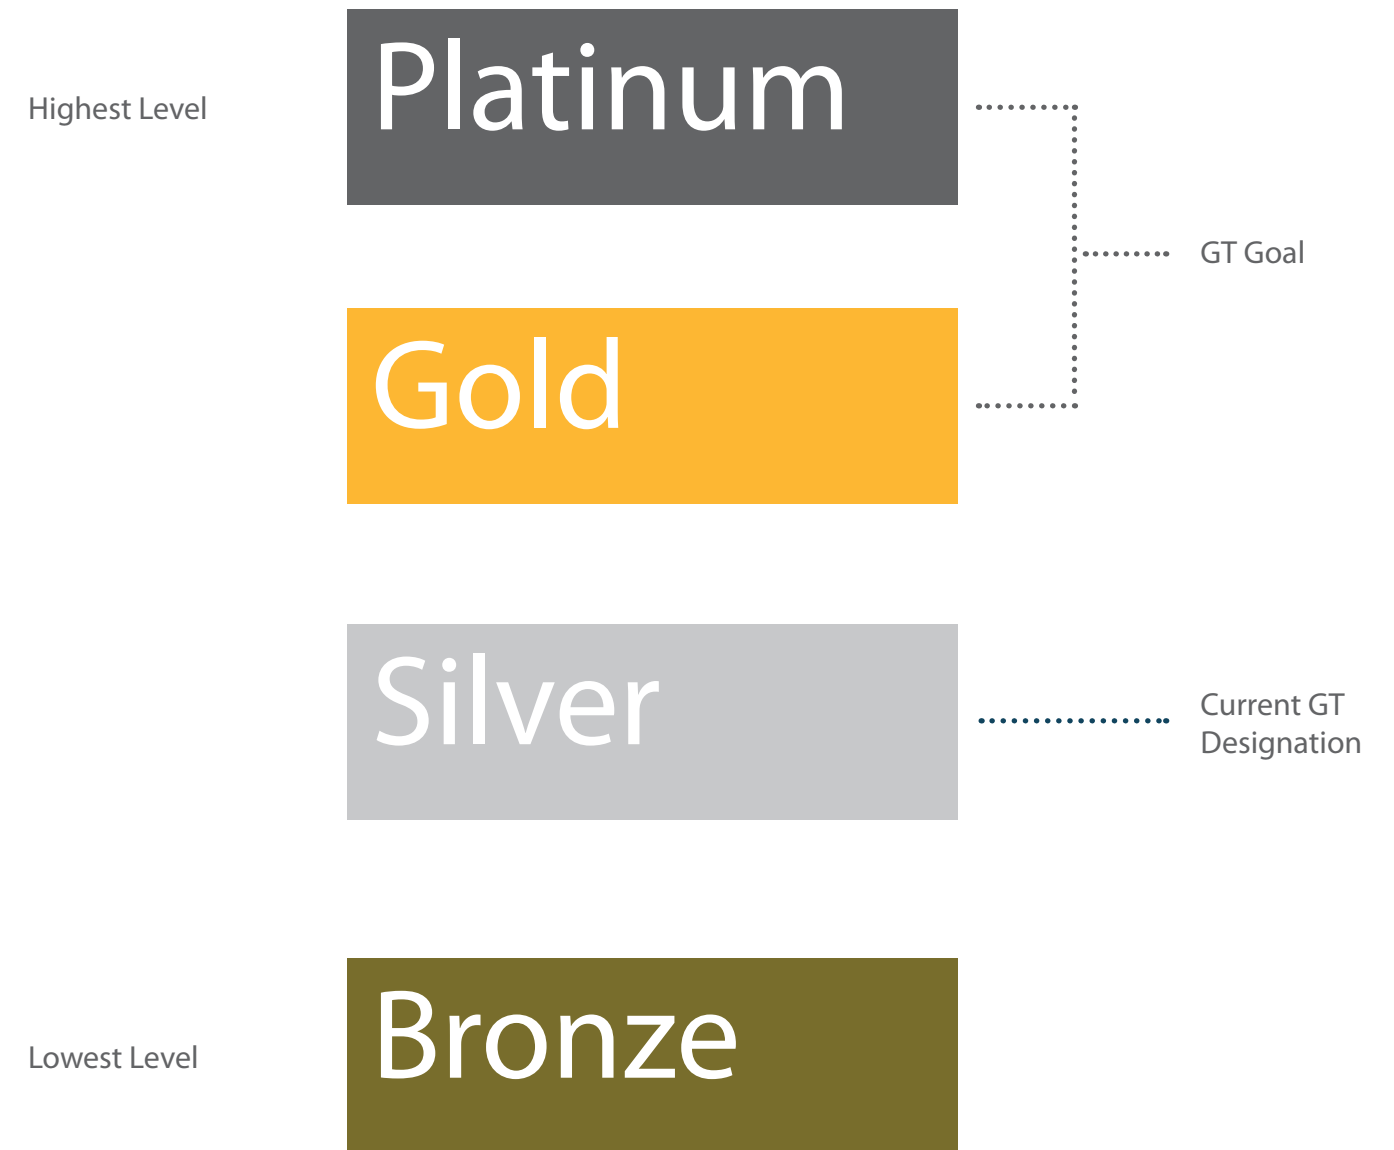 Platinum
Highest Level
GT Goal
Gold
Silver
Current GT
Designation
Bronze
Lowest Level